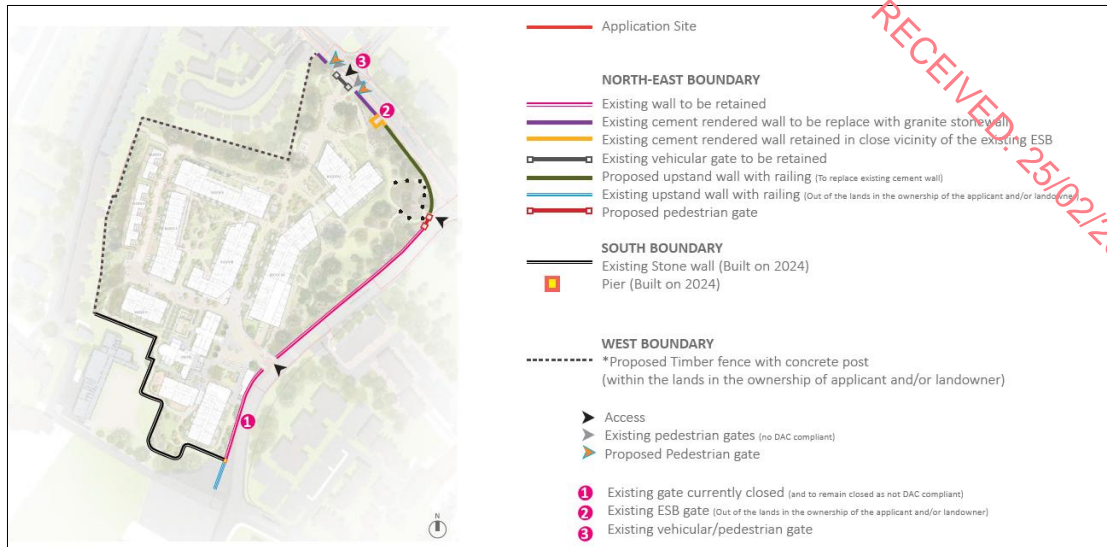 Application Site
RECEIVED: 25/02/20
NORTH-EAST BOUNDARY
Existing wall to be retained
Existing cement rendered wall to be replace with granite stonewall
Existing cement rendered wall retained in close vicinity of the existing ESB
Existing vehicular gate to be retained
Proposed upstand wall with railing (To replace existing cement wall)
Existing upstand wall with railing (Out of the lands in the ownership of the applicant and/or landowner)
Proposed pedestrian gate
SOUTH BOUNDARY
Existing Stone wall (Built on 2024)
Pier (Built on 2024)
WEST BOUNDARY
*Proposed Timber fence with concrete post
(within the lands in the ownership of applicant and/or landowner)
Access
Existing pedestrian gates (no DAC compliant)
Proposed Pedestrian gate
1 Existing gate currently closed (and to remain closed as not DAC compliant)
2 Existing ESB gate (Out of the lands in the ownership of the applicant and/or landowner)
3 Existing vehicular/pedestrian gate
3
2
1
N